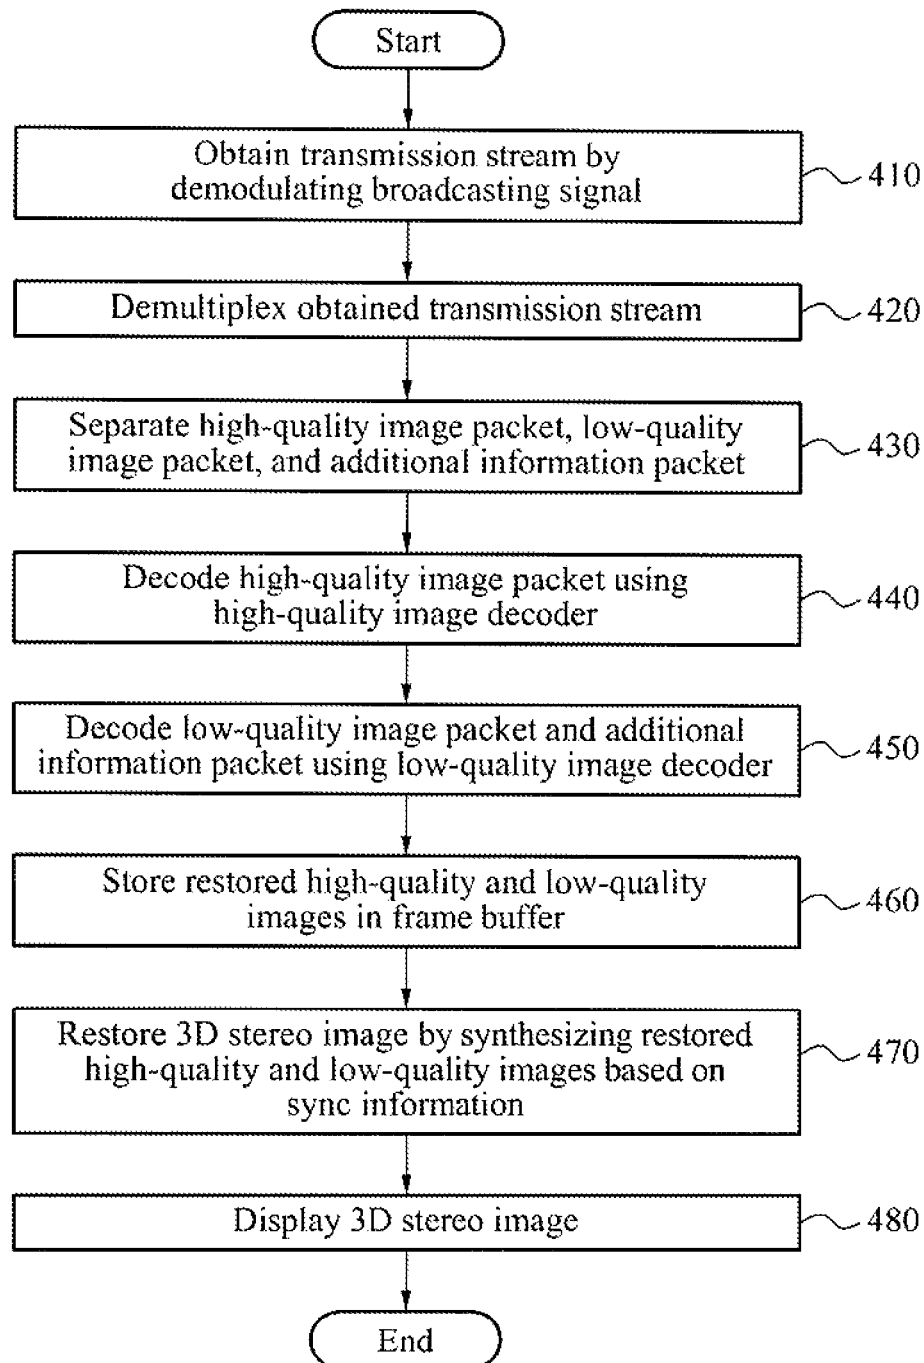 Start
Obtain transmission stream by
demodulating broadcasting signal
410
Demultiplex obtained transmission stream
420
Separate high-quality image packet, low-quality
image packet, and additional information packet
430
Decode high-quality image packet using
high-quality image decoder
440
Decode low-quality image packet and additional
information packet using low-quality image decoder
450
Store restored high-quality and low-quality
images in frame buffer
460
Restore 3D stereo image by synthesizing restored
high-quality and low-quality images based on
sync information
470
Display 3D stereo image
480
End